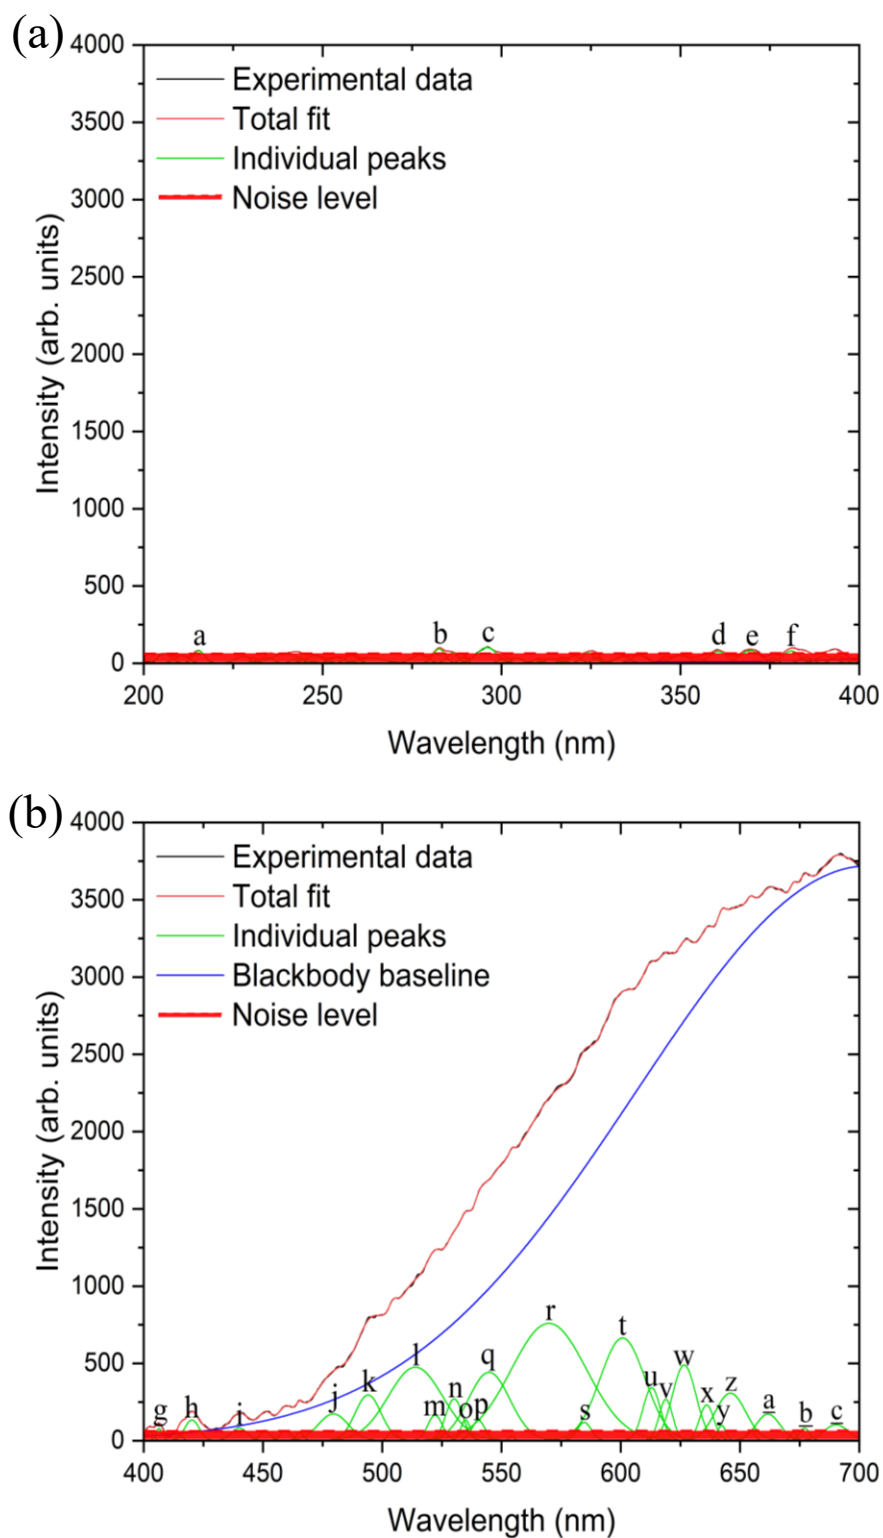 (a)
4000
3500
3000
2500
2000
1500
1000
500
0
Intensity (arb. units)
Experimental data
Total fit
Individual peaks
Noise level
a b c d e f
200 250 300 350 400
Wavelength (nm)
(b)
4000
3500
3000
2500
2000
1500
1000
500
0
Intensity (arb. units)
Experimental data
Total fit
Individual peaks
Blackbody baseline
Noise level
g h i j k l m n o p q r s t u v w x y z a b c
400 450 500 550 600 650 700
Wavelength (nm)